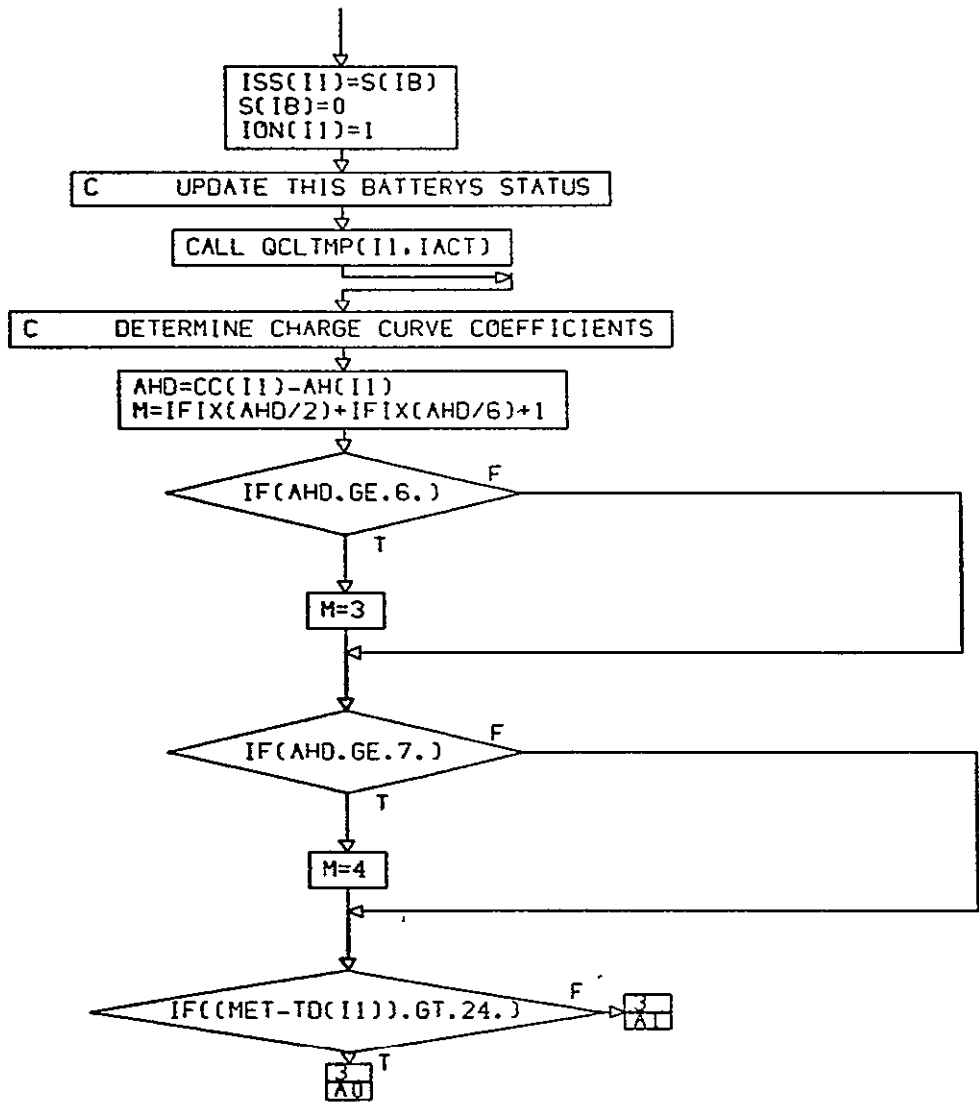 ISS(I1)=S(IB)
S(IB)=0
ION(I1)=1
C UPDATE THIS BATTERYS STATUS
CALL QCLTMP(I1,IACT)
C DETERMINE CHARGE CURVE COEFFICIENTS
AHD=CC(I1)-AH(I1)
M=IFIX(AHD/2)+IFIX(AHD/6)+1
IF(AHD.GE.6.)
F
T
M=3
IF(AHD.GE.7.)
F
T
M=4
IF((MET-TD(I1)).GT.24.)
F
3
A1
T
3
A0